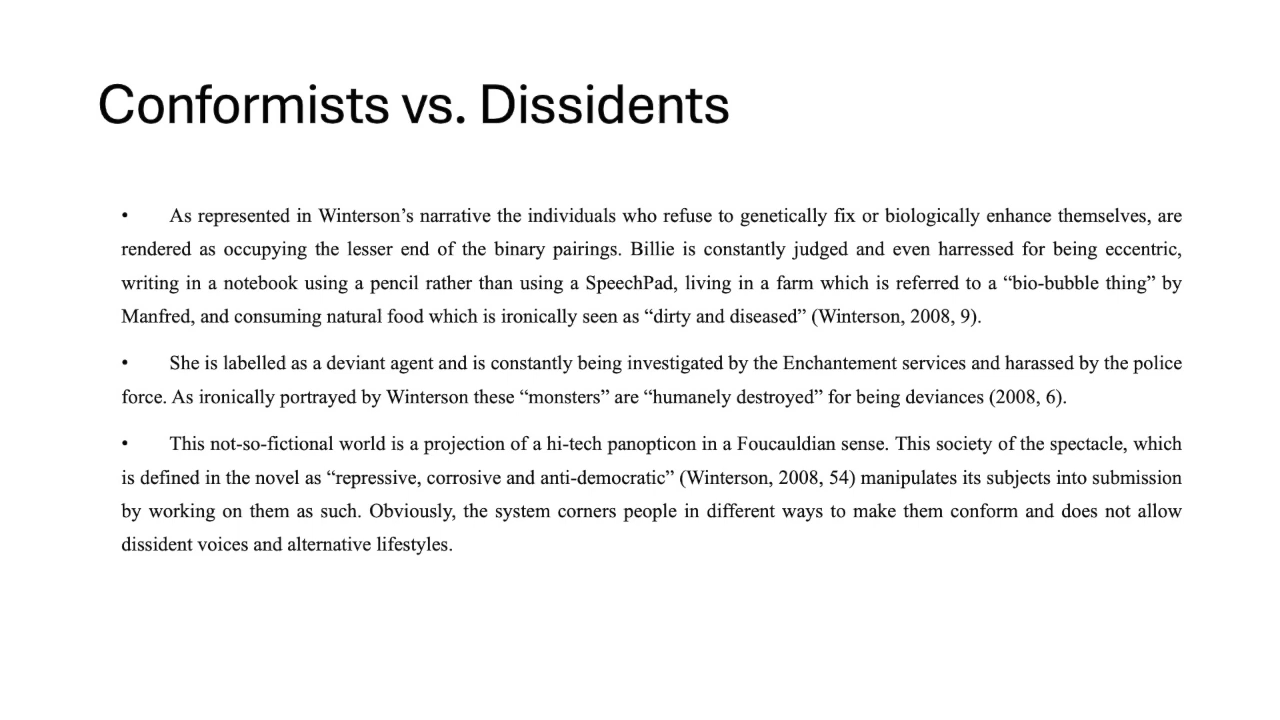 Conformists vs. Dissidents
• As represented in Winterson’s narrative the individuals who refuse to genetically fix or biologically enhance themselves, are
rendered as occupying the lesser end of the binary pairings. Billie is constantly judged and even harressed for being eccentric,
writing in a notebook using a pencil rather than using a SpeechPad, living in a farm which is referred to a “bio-bubble thing” by
Manfred, and consuming natural food which is ironically seen as “dirty and diseased” (Winterson, 2008, 9).
• She is labelled as a deviant agent and is constantly being investigated by the Enchantement services and harassed by the police
force. As ironically portrayed by Winterson these “monsters” are “humanely destroyed” for being deviances (2008, 6).
• This not-so-fictional world is a projection of a hi-tech panopticon in a Foucauldian sense. This society of the spectacle, which
is defined in the novel as “repressive, corrosive and anti-democratic” (Winterson, 2008, 54) manipulates its subjects into submission
by working on them as such. Obviously, the system corners people in different ways to make them conform and does not allow
dissident voices and alternative lifestyles.